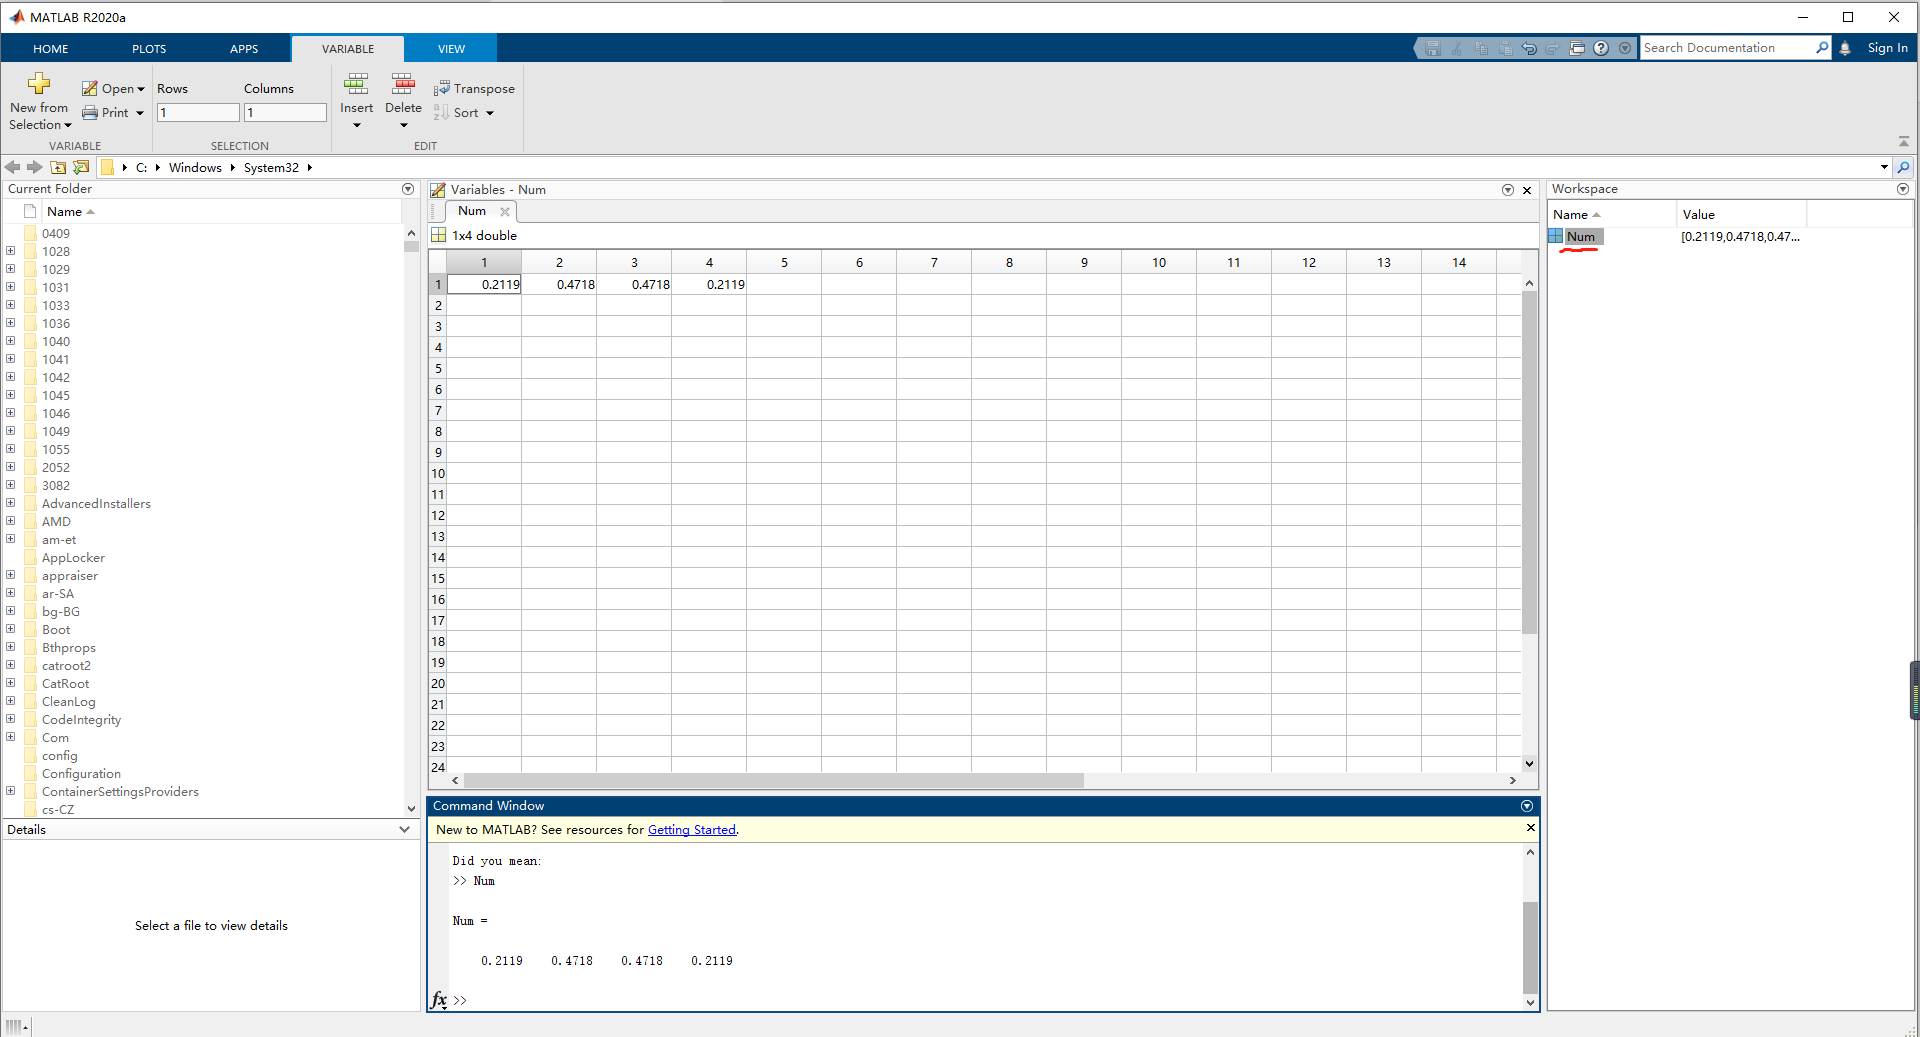 MATLAB R2020a
HOME PLOTS APPS VARIABLE VIEW
Search Documentation
Sign In
New from Selection
Open
Print
VARIABLE
Rows Columns
1 1
SELECTION
Insert
Delete
Transpose
Sort
EDIT
C: Windows System32
Current Folder
Name
0409
1028
1029
1031
1033
1036
1040
1041
1042
1045
1046
1049
1055
2052
3082
AdvancedInstallers
AMD
am-et
AppLocker
appraiser
ar-SA
bg-BG
Boot
Bthprops
catroot2
CatRoot
CleanLog
CodeIntegrity
Com
config
Configuration
ContainerSettingsProviders
cs-CZ
Details
Select a file to view details
Variables - Num
Num
1x4 double
1 2 3 4 5 6 7 8 9 10 11 12 13 14
1 0.2119 0.4718 0.4718 0.2119
2
3
4
5
6
7
8
9
10
11
12
13
14
15
16
17
18
19
20
21
22
23
24
Command Window
New to MATLAB? See resources for Getting Started.
Did you mean:
>> Num
Num =
0.2119 0.4718 0.4718 0.2119
fx >>
Workspace
Name Value
Num [0.2119,0.4718,0.47...